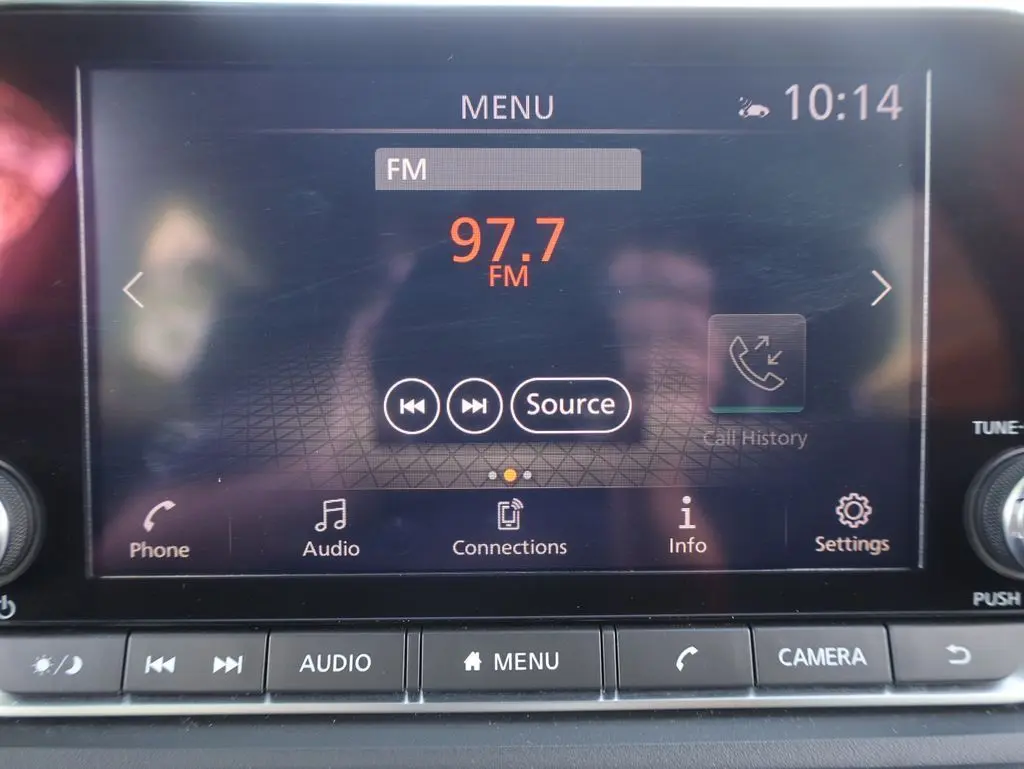 MENU
10:14
FM
97.7
FM
Source
Call History
Phone
Audio
Connections
Info
Settings
TUNE-
PUSH
AUDIO
MENU
CAMERA